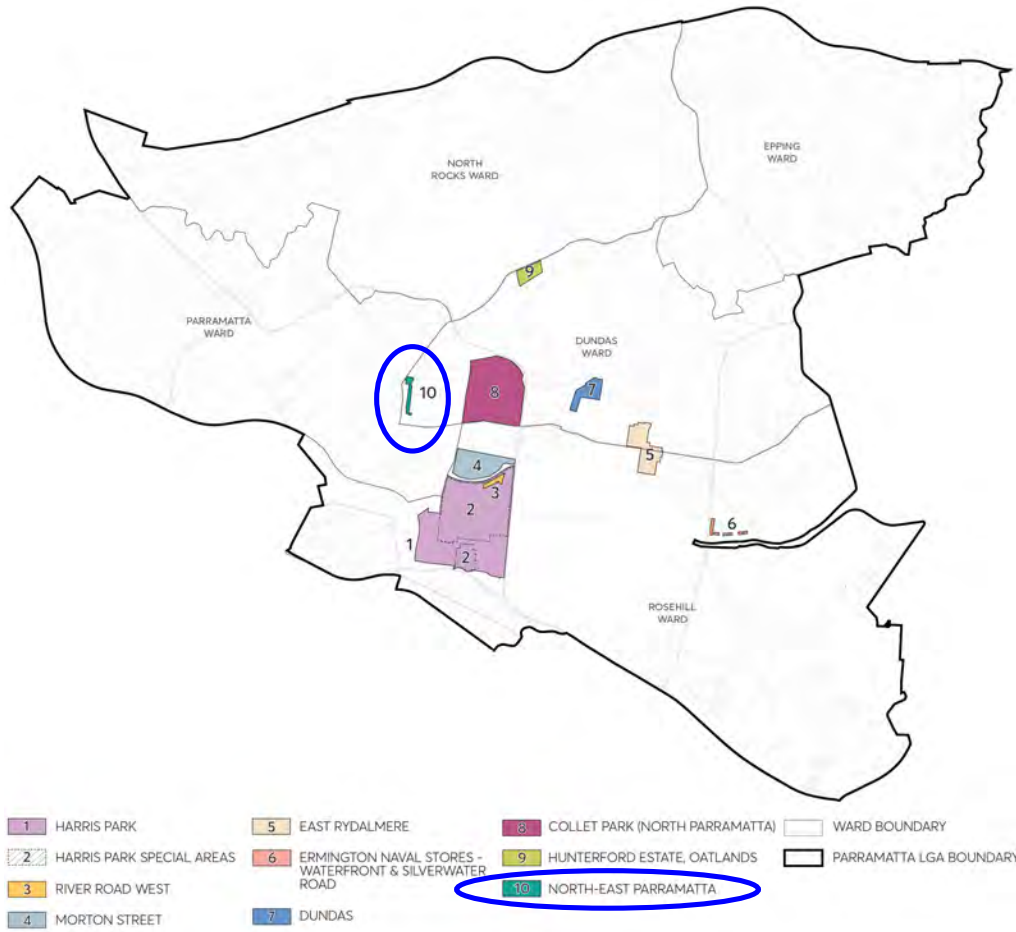 NORTH
ROCKS WARD
EPPING
WARD
9
PARRAMATTA
WARD
DUNDAS
WARD
10
8
7
4
5
3
2
6
1
2
ROSEHILL
WARD
1 HARRIS PARK
2 HARRIS PARK SPECIAL AREAS
3 RIVER ROAD WEST
4 MORTON STREET
5 EAST RYDALMERE
6 ERMINGTON NAVAL STORES -
WATERFRONT & SILVERWATER
ROAD
7 DUNDAS
8 COLLET PARK (NORTH PARRAMATTA)
9 HUNTERFORD ESTATE, OATLANDS
10 NORTH-EAST PARRAMATTA
WARD BOUNDARY
PARRAMATTA LGA BOUNDARY